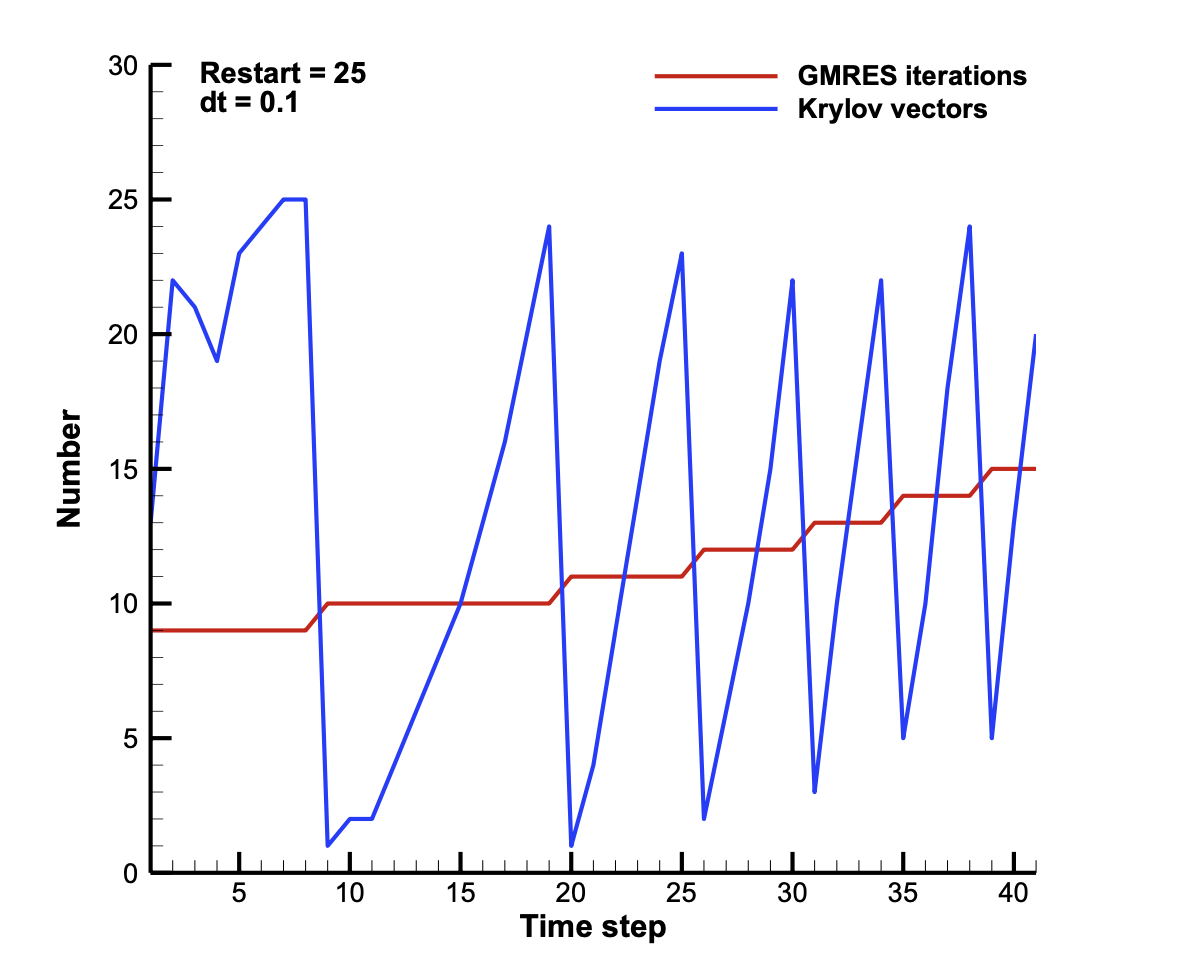 Restart = 25
dt = 0.1
GMRES iterations
Krylov vectors
30
25
20
15
10
5
0
Number
5 10 15 20 25 30 35 40
Time step